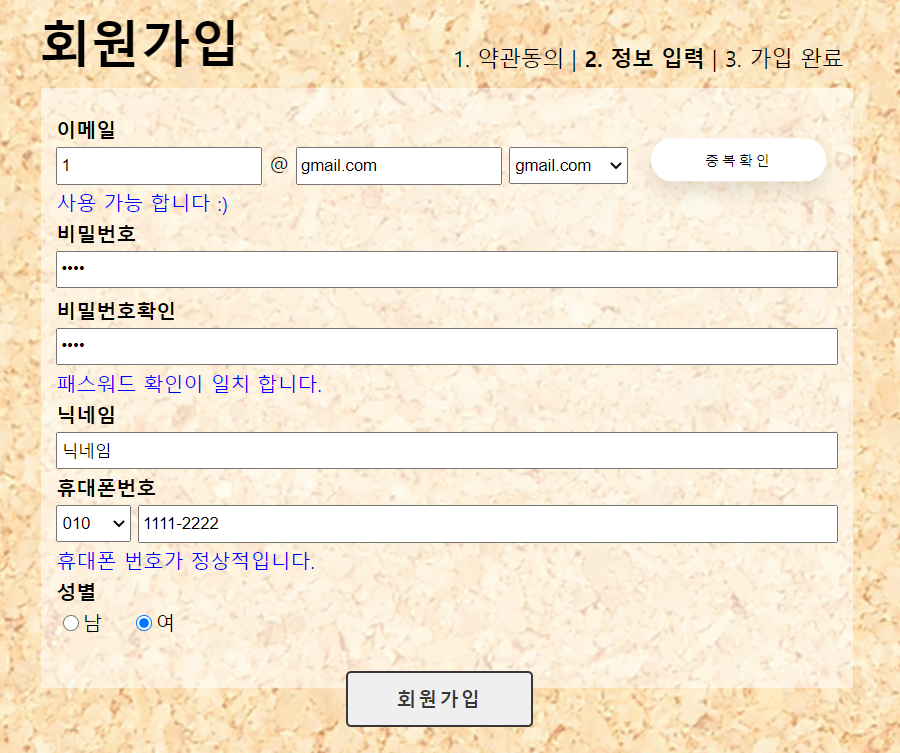 회원가입
1. 약관동의 | 2. 정보 입력 | 3. 가입 완료
이메일
1 @ gmail.com gmail.com 중복확인
사용 가능 합니다 :)
비밀번호
••••
비밀번호확인
••••
패스워드 확인이 일치 합니다.
닉네임
닉네임
휴대폰번호
010 1111-2222
휴대폰 번호가 정상적입니다.
성별
남 여
회원가입